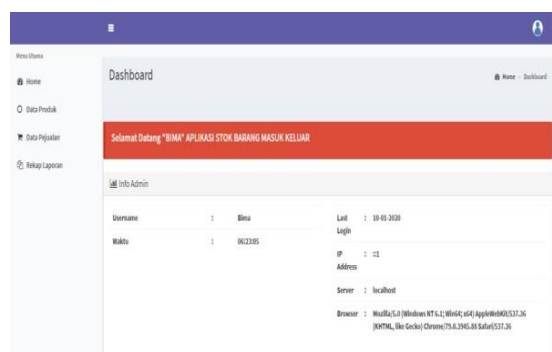 Menu Utama
Home
Data Produk
Data Pejualan
Rekap Laporan
Dashboard
Home / Dashboard
Selamat Datang "BIMA" APLIKASI STOK BARANG MASUK KELUAR
Info Admin
Username : Bima
Waktu : 06:23:05
Last : 10-01-2020
Login
IP : ::1
Address
Server : localhost
Browser : Mozilla/5.0 (Windows NT 6.1; Win64; x64) AppleWebKit/537.36
(KHTML, like Gecko) Chrome/79.0.3945.88 Safari/537.36